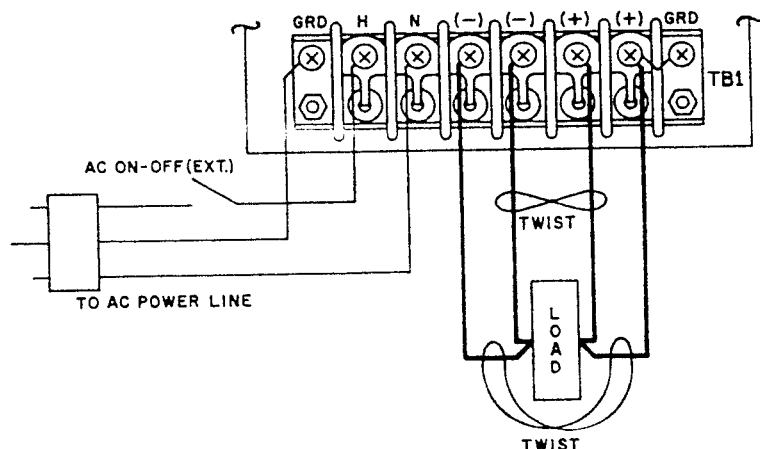 GRD H N (-) (-) (+) (+) GRD
TB1
AC ON-OFF(EXT.)
TWIST
TO AC POWER LINE
LOAD
TWIST